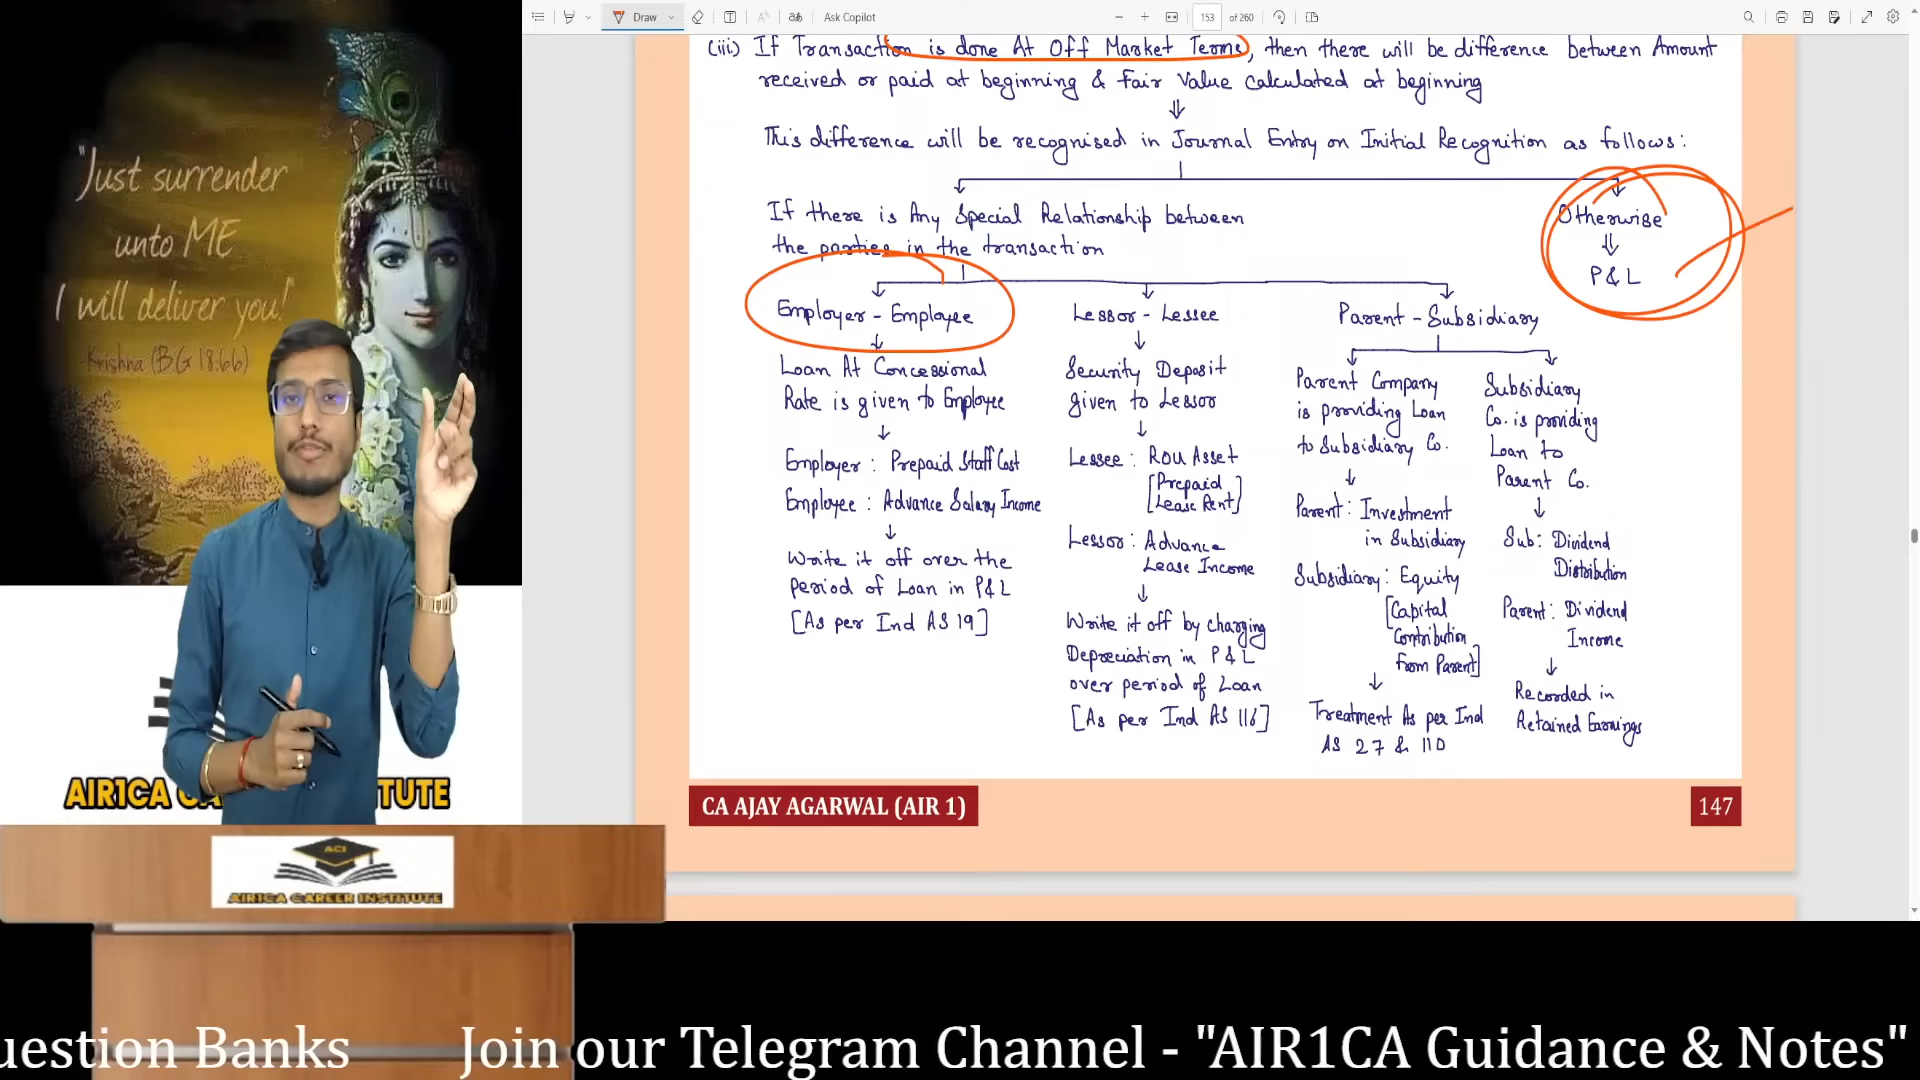 Draw
Ask Copilot
153 of 260
(iii) If Transaction is done At Off Market Terms, then there will be difference between Amount
received or paid at beginning & Fair Value calculated at beginning
This difference will be recognised in Journal Entry on Initial Recognition as follows:
If there is Any Special Relationship between
the parties in the transaction
Otherwise
P & L
Employer - Employee
Loan At Concessional
Rate is given to Employee
Employer : Prepaid Staff Cost
Employee : Advance Salary Income
Write it off over the
period of Loan in P & L
[As per Ind AS 19]
Lessor - Lessee
Security Deposit
given to Lessor
Lessee : ROU Asset
[Prepaid
Lease Rent]
Lessor : Advance
Lease Income
Write it off by charging
Depreciation in P & L
over period of Loan
[As per Ind AS 116]
Parent - Subsidiary
Parent Company
is providing Loan
to Subsidiary Co.
Parent : Investment
in Subsidiary
Subsidiary : Equity
[Capital
Contribution
from Parent]
Treatment As per Ind
AS 27 & 110
Subsidiary
Co. is providing
Loan to
Parent Co.
Sub : Dividend
Distribution
Parent : Dividend
Income
Recorded in
Retained Earnings
CA AJAY AGARWAL (AIR 1)
147
"Just surrender
unto ME
I will deliver you!"
-Krishna (B.G 18.66)
AIR1CA CA TUTE
ACI
AIR1CA CAREER INSTITUTE
uestion Banks Join our Telegram Channel - "AIR1CA Guidance & Notes"